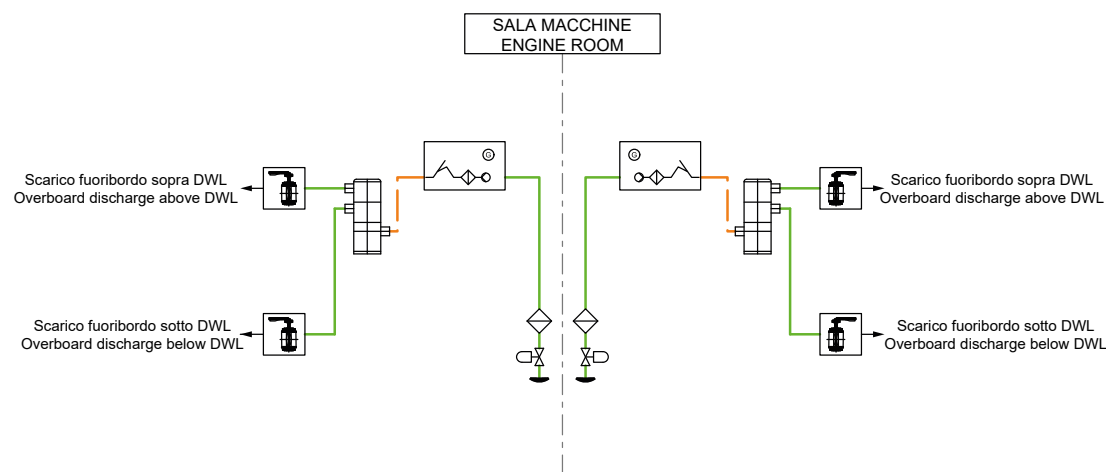 SALA MACCHINE
ENGINE ROOM
G
G
Scarico fuoribordo sopra DWL
Overboard discharge above DWL
Scarico fuoribordo sopra DWL
Overboard discharge above DWL
Scarico fuoribordo sotto DWL
Overboard discharge below DWL
Scarico fuoribordo sotto DWL
Overboard discharge below DWL